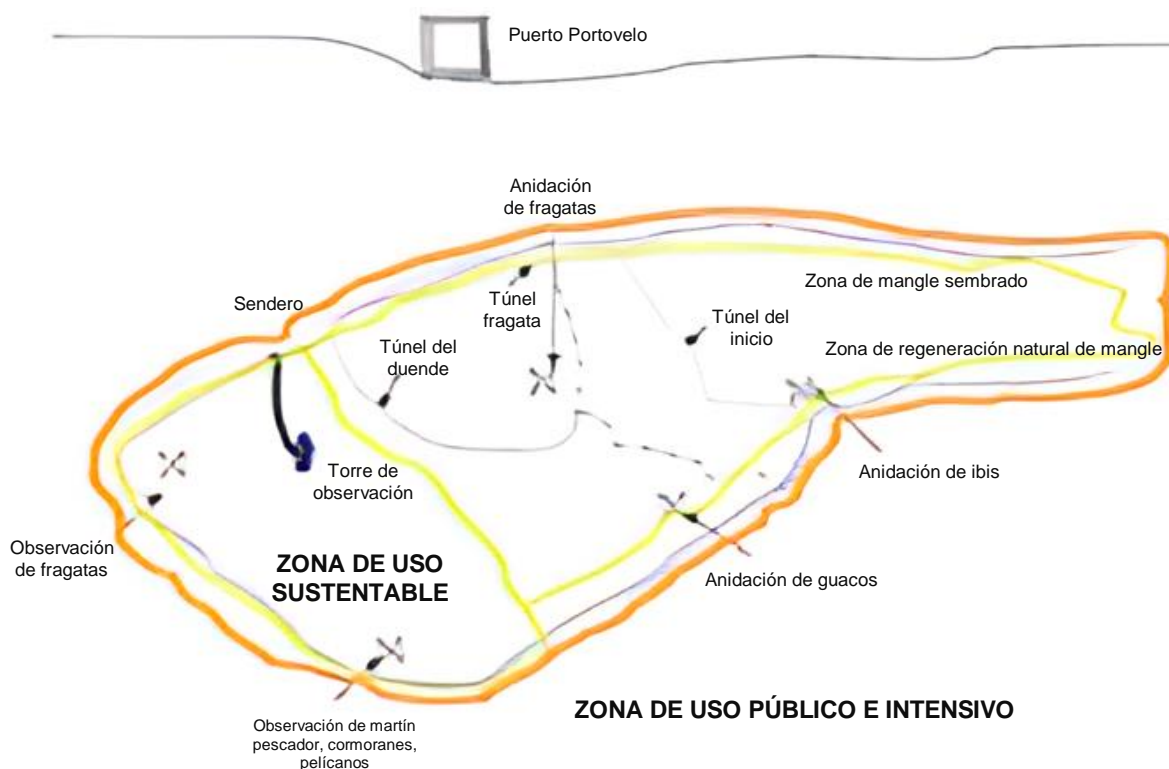 Puerto Portovelo
Anidación
de fragatas
Zona de mangle sembrado
Sendero
Túnel
fragata
Túnel del
inicio
Túnel del
duende
Zona de regeneración natural de mangle
Torre de
observación
Anidación de ibis
Observación
de fragatas
ZONA DE USO
SUSTENTABLE
Anidación de guacos
ZONA DE USO PÚBLICO E INTENSIVO
Observación de martín
pescador, cormoranes,
pelícanos